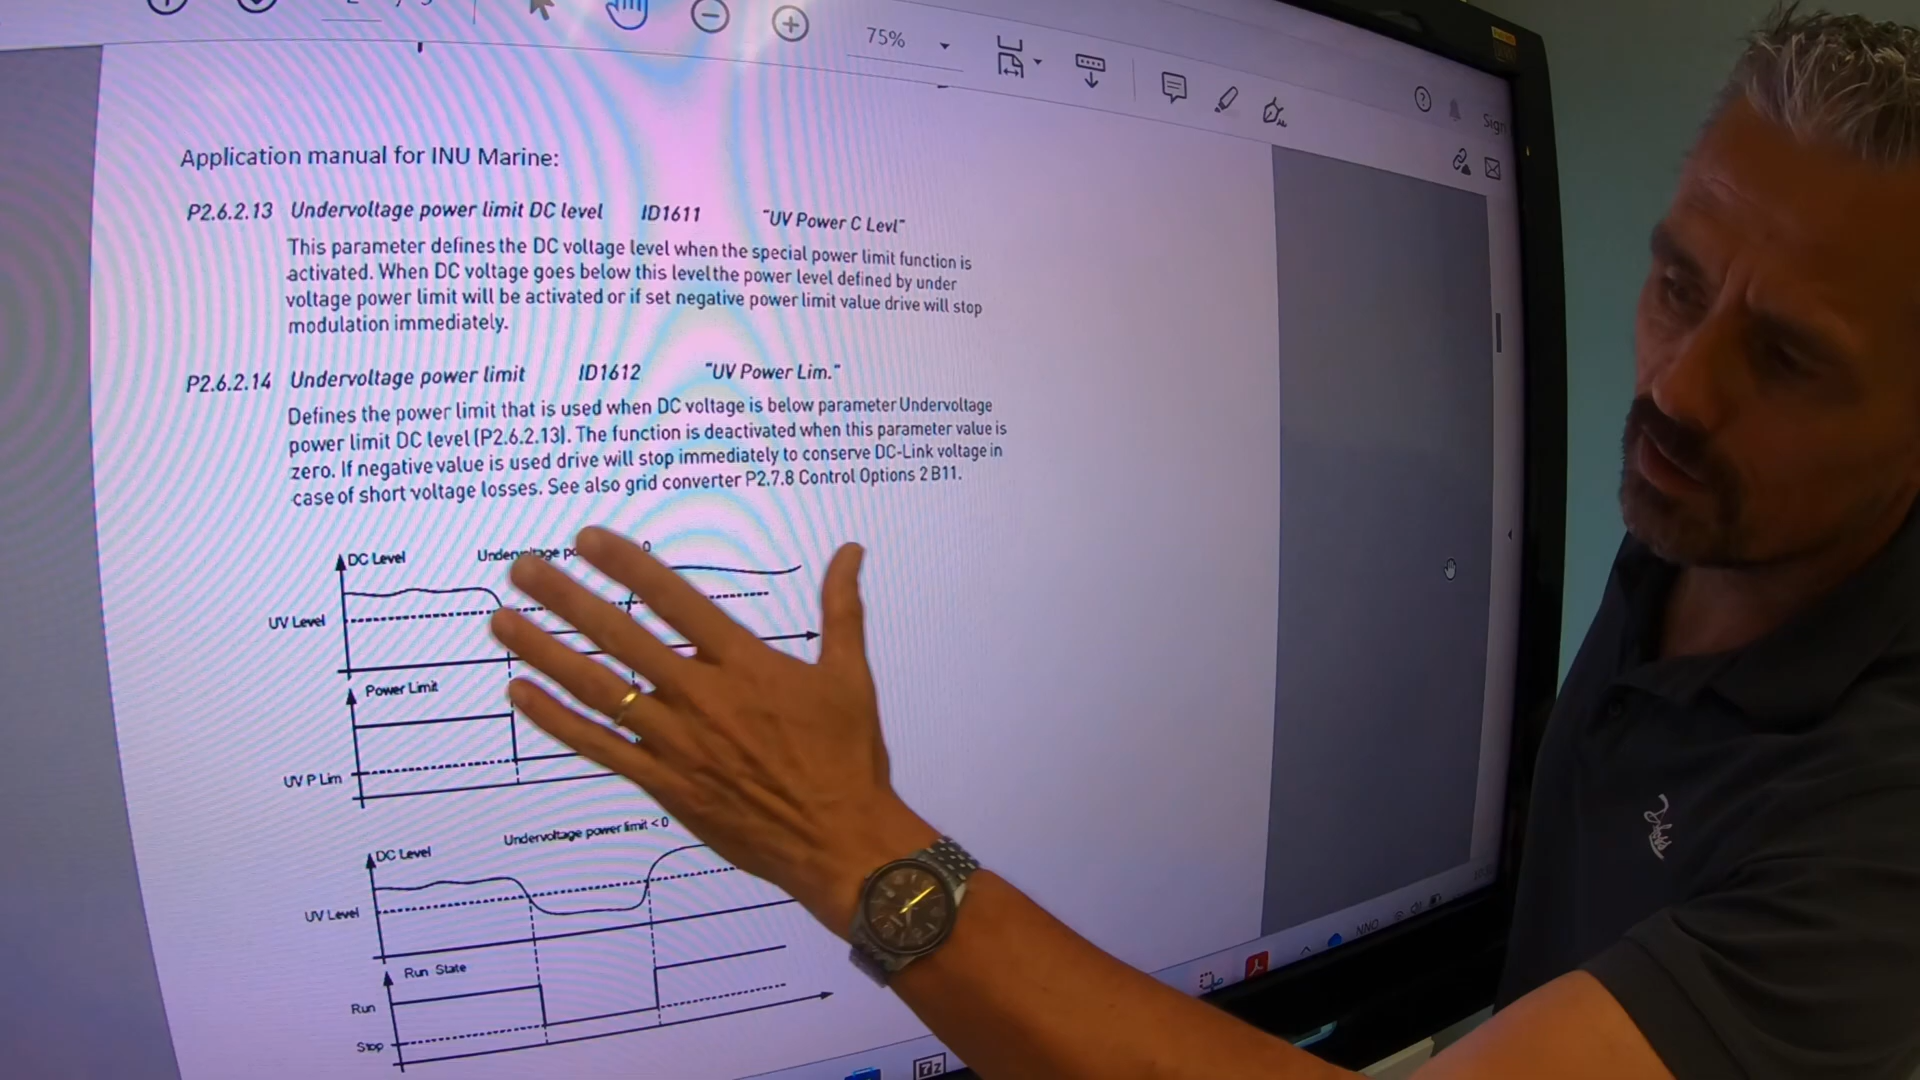 75%
Sign
Application manual for INU Marine:
P2.6.2.13 Undervoltage power limit DC level ID1611 "UV Power C Levl"
This parameter defines the DC voltage level when the special power limit function is
activated. When DC voltage goes below this level the power level defined by under
voltage power limit will be activated or if set negative power limit value drive will stop
modulation immediately.
P2.6.2.14 Undervoltage power limit ID1612 "UV Power Lim."
Defines the power limit that is used when DC voltage is below parameter Undervoltage
power limit DC level (P2.6.2.13). The function is deactivated when this parameter value is
zero. If negative value is used drive will stop immediately to conserve DC-Link voltage in
case of short voltage losses. See also grid converter P2.7.8 Control Options 2 B11.
DC Level Undervoltage po 0
UV Level
Power Limit
UV P Lim
Undervoltage power limit < 0
DC Level
UV Level
Run State
Run
Stop
NNO
7z